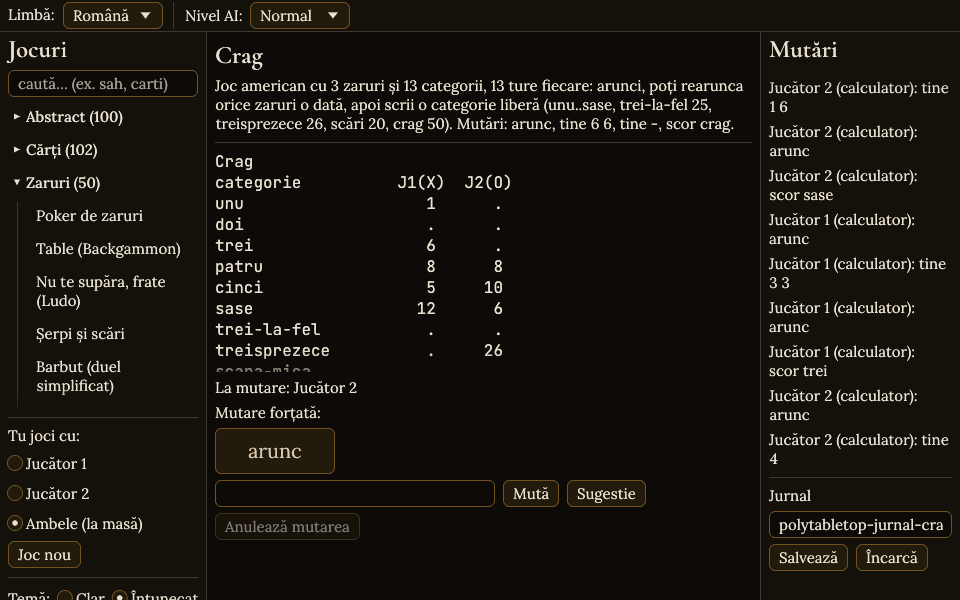 Limbă: Română ▼ Nivel AI: Normal ▼
Jocuri
caută... (ex. sah, carti)
▸ Abstract (100)
▸ Cărți (102)
▾ Zaruri (50)
Poker de zaruri
Table (Backgammon)
Nu te supăra, frate
(Ludo)
Șerpi și scări
Barbut (duel
simplificat)
Tu joci cu:
Jucător 1
Jucător 2
Ambele (la masă)
Joc nou
Temă: Clar Întunecat
Crag
Joc american cu 3 zaruri și 13 categorii, 13 ture fiecare: arunci, poți rearunca
orice zaruri o dată, apoi scrii o categorie liberă (unu..sase, trei-la-fel 25,
treisprezece 26, scări 20, crag 50). Mutări: arunc, tine 6 6, tine -, scor crag.
Crag
categorie J1(X) J2(O)
unu 1 .
doi . .
trei 6 .
patru 8 8
cinci 5 10
sase 12 6
trei-la-fel . .
treisprezece . 26
scara-mica
La mutare: Jucător 2
Mutare forțată:
arunc
Mută Sugestie
Anulează mutarea
Mutări
Jucător 2 (calculator): tine
1 6
Jucător 2 (calculator):
arunc
Jucător 2 (calculator):
scor sase
Jucător 1 (calculator):
arunc
Jucător 1 (calculator): tine
3 3
Jucător 1 (calculator):
arunc
Jucător 1 (calculator):
scor trei
Jucător 2 (calculator):
arunc
Jucător 2 (calculator): tine
4
Jurnal
polytabletop-jurnal-cra
Salvează Încarcă